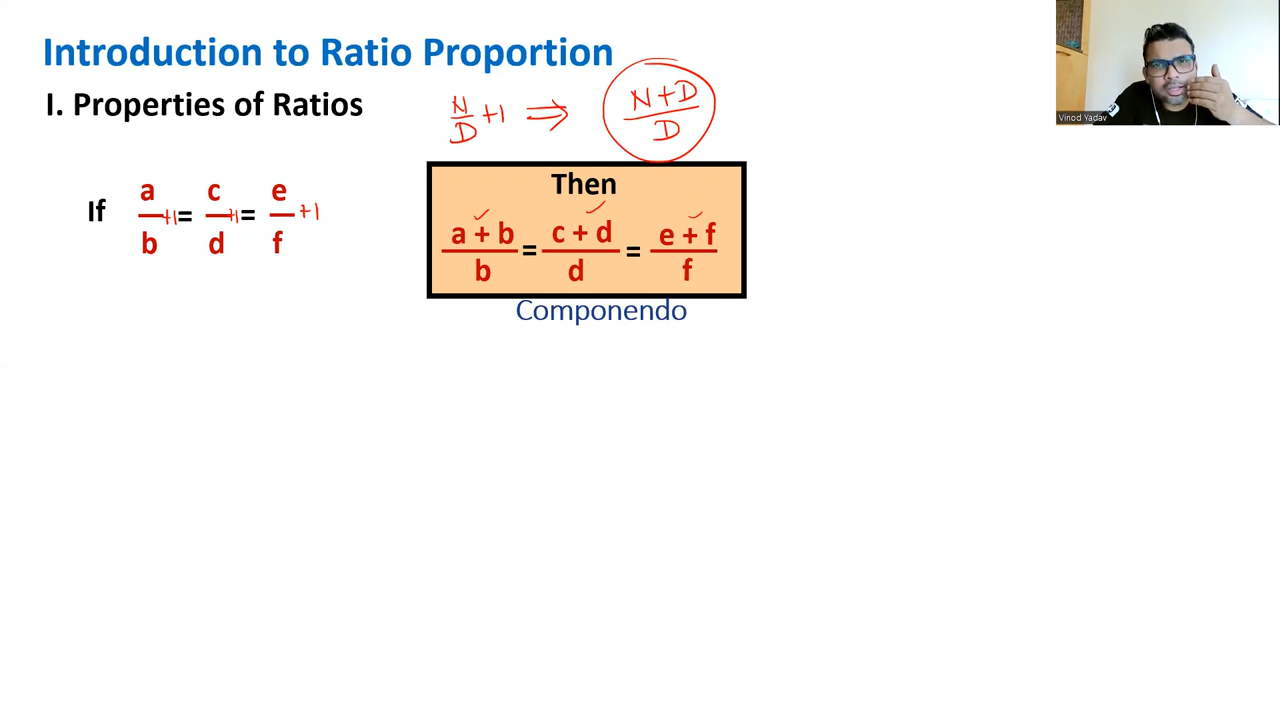 Introduction to Ratio Proportion
I. Properties of Ratios
N/D +1 ⇒ N+D/D
If a/b +1 = c/d +1 = e/f +1
Then
a + b/b = c + d/d = e + f/f
Componendo
Vinod Yadav